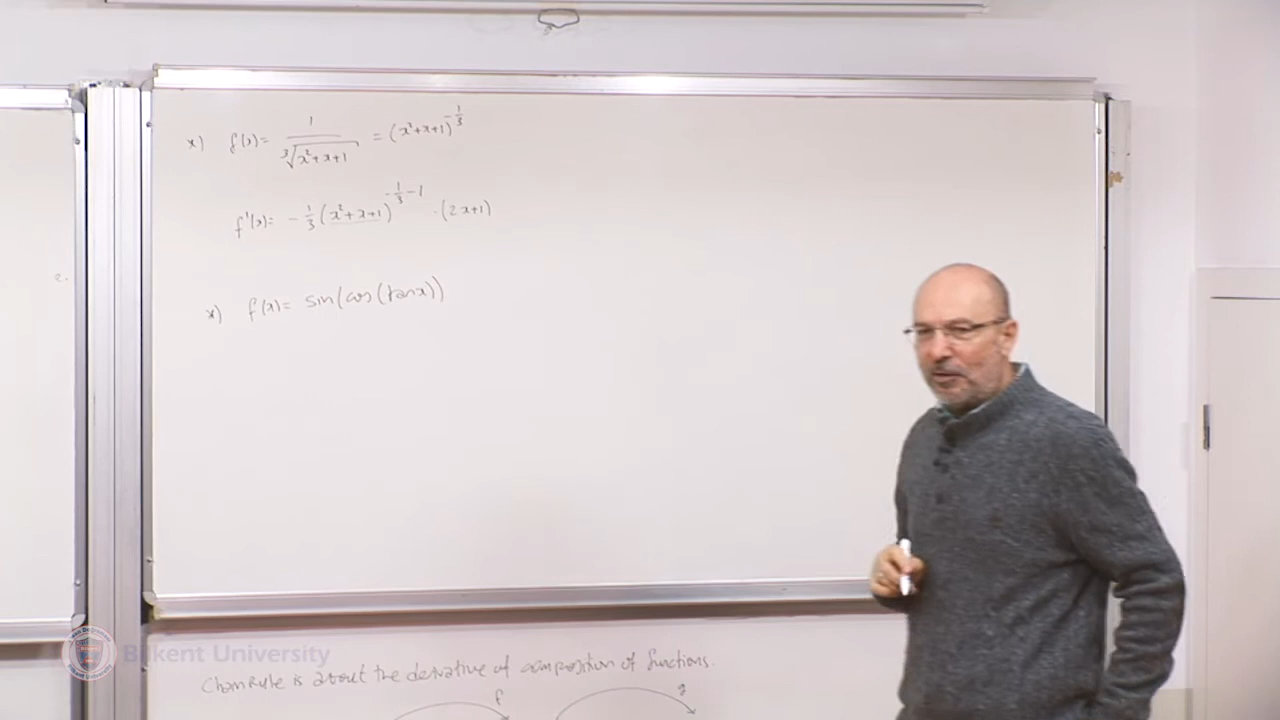 x) f(x) = 1/∛(x²+x+1) = (x²+x+1)^(-1/3)
f'(x) = -1/3 (x²+x+1)^(-1/3-1) · (2x+1)
x) f(x) = sin(cos(tanx))
Bilkent University
Chain Rule is about the derivative of composition of functions.
f g